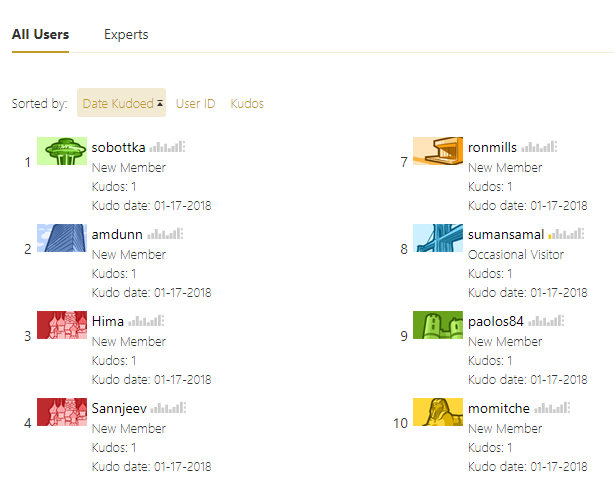 All Users Experts
Sorted by: Date Kudoed User ID Kudos
1 sobottka
New Member
Kudos: 1
Kudo date: 01-17-2018
2 amdunn
New Member
Kudos: 1
Kudo date: 01-17-2018
3 Hima
New Member
Kudos: 1
Kudo date: 01-17-2018
4 Sannjeev
New Member
Kudos: 1
Kudo date: 01-17-2018
7 ronmills
New Member
Kudos: 1
Kudo date: 01-17-2018
8 sumansamal
Occasional Visitor
Kudos: 1
Kudo date: 01-17-2018
9 paolos84
New Member
Kudos: 1
Kudo date: 01-17-2018
10 momitche
New Member
Kudos: 1
Kudo date: 01-17-2018